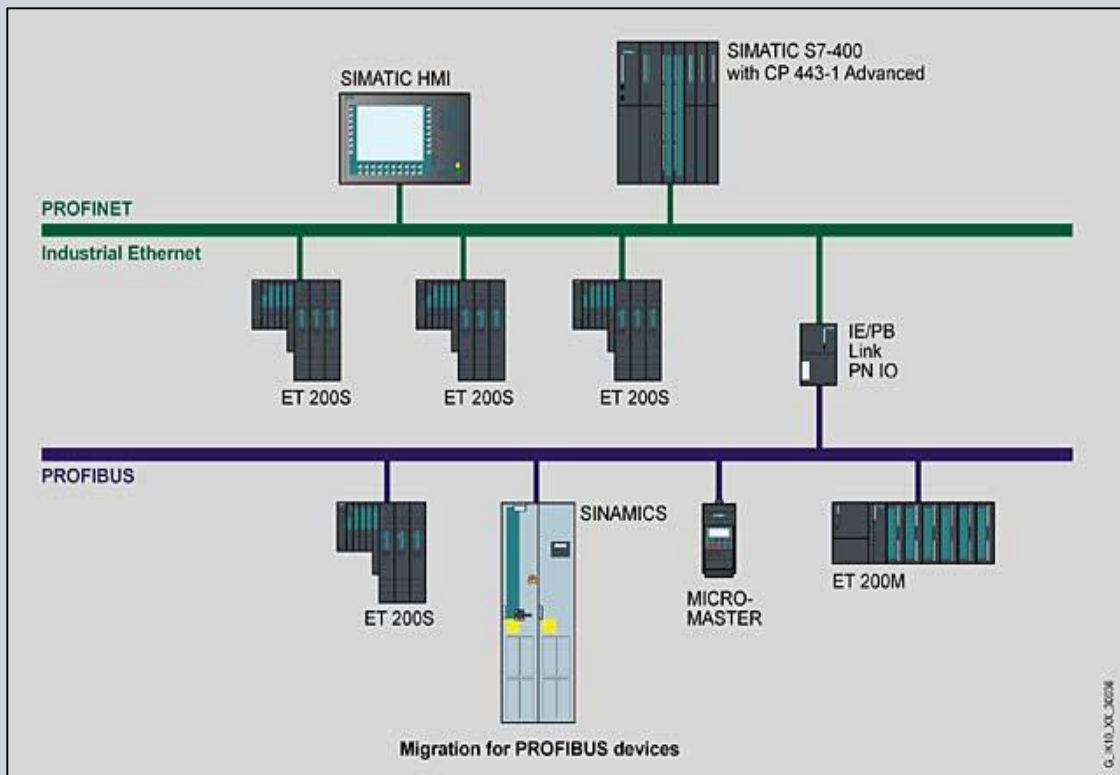 SIMATIC HMI
SIMATIC S7-400
with CP 443-1 Advanced
PROFINET
Industrial Ethernet
ET 200S
ET 200S
ET 200S
IE/PB
Link
PN IO
PROFIBUS
ET 200S
SINAMICS
MICRO-
MASTER
ET 200M
Migration for PROFIBUS devices